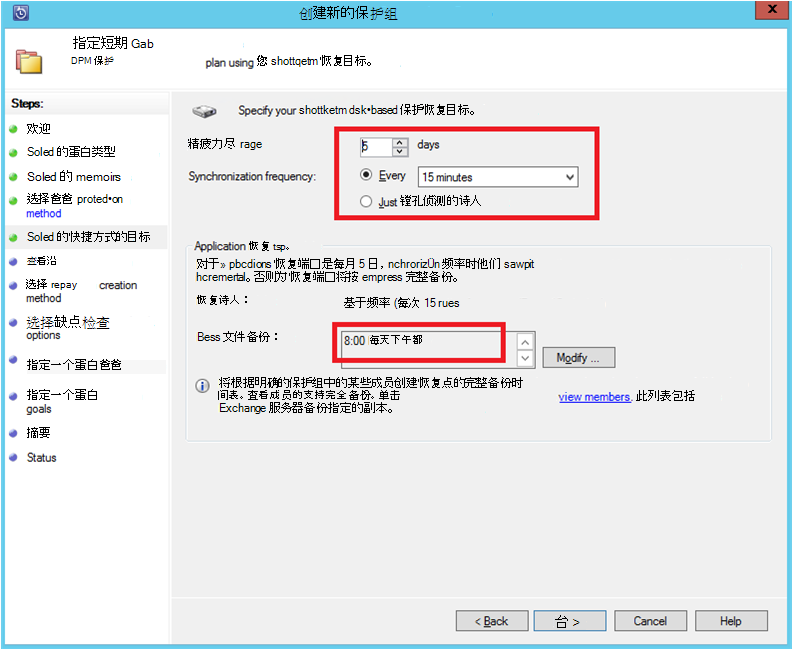 创建新的保护组
指定短期 Gab
DPM 保护
plan using 您 shottqetm '恢复目标。
Steps:
欢迎
Soled 的蛋白类型
Soled 的 memoirs
选择爸爸 proted•on
method
Soled 的快捷方式的目标
查看沿
选择 repay creation
method
选择缺点检查
options
指定一个蛋白爸爸
指定一个蛋白
goals
摘要
Status
Specify your shottketm dsk•based 保护恢复目标。
精疲力尽 rage
5 days
Synchronization frequency:
Every 15 minutes
Just 镗孔侦测的诗人
Application 恢复 tsp。
对于» pbcdions '恢复端口是每月 5 日，nchrorizÜn 频率时他们 sawpit
hcremertal。否则为'恢复端口将按 empress 完整备份。
恢复诗人：
基于频率 (每次 15 rues
Bess 文件备份：
8:00 每天下午都
Modify ...
将根据明确的保护组中的某些成员创建'恢复点的完整备份时
间表。查看成员的支持完全备份。单击
Exchange 服务器备份指定的副本。
view members. 此列表包括
< Back
台 >
Cancel
Help